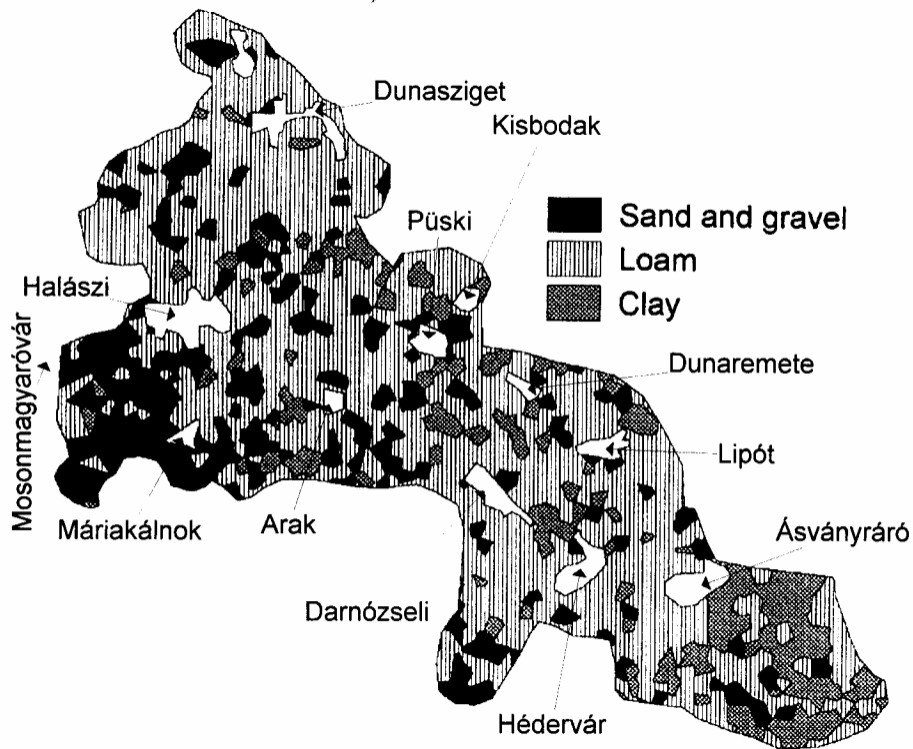 Dunasziget
Kisbodak
Püski
Sand and gravel
Loam
Clay
Halászi
Mosonmagyaróvár
Dunaremete
Lipót
Máriakálnok
Arak
Ásványráró
Darnózseli
Hédervár